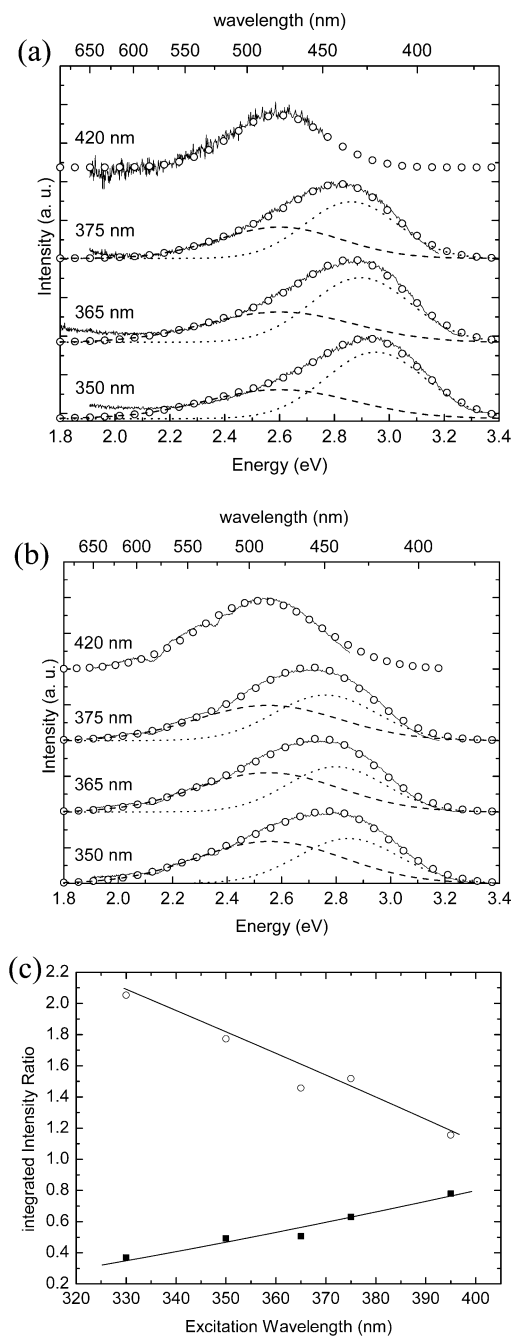 wavelength (nm)
(a)
650 600 550 500 450 400
420 nm
375 nm
365 nm
350 nm
Intensity (a. u.)
1.8 2.0 2.2 2.4 2.6 2.8 3.0 3.2 3.4
Energy (eV)
wavelength (nm)
(b)
650 600 550 500 450 400
420 nm
375 nm
365 nm
350 nm
Intensity (a. u.)
1.8 2.0 2.2 2.4 2.6 2.8 3.0 3.2 3.4
Energy (eV)
(c)
2.2
2.0
1.8
1.6
1.4
1.2
1.0
0.8
0.6
0.4
0.2
integrated Intensity Ratio
320 330 340 350 360 370 380 390 400
Excitation Wavelength (nm)